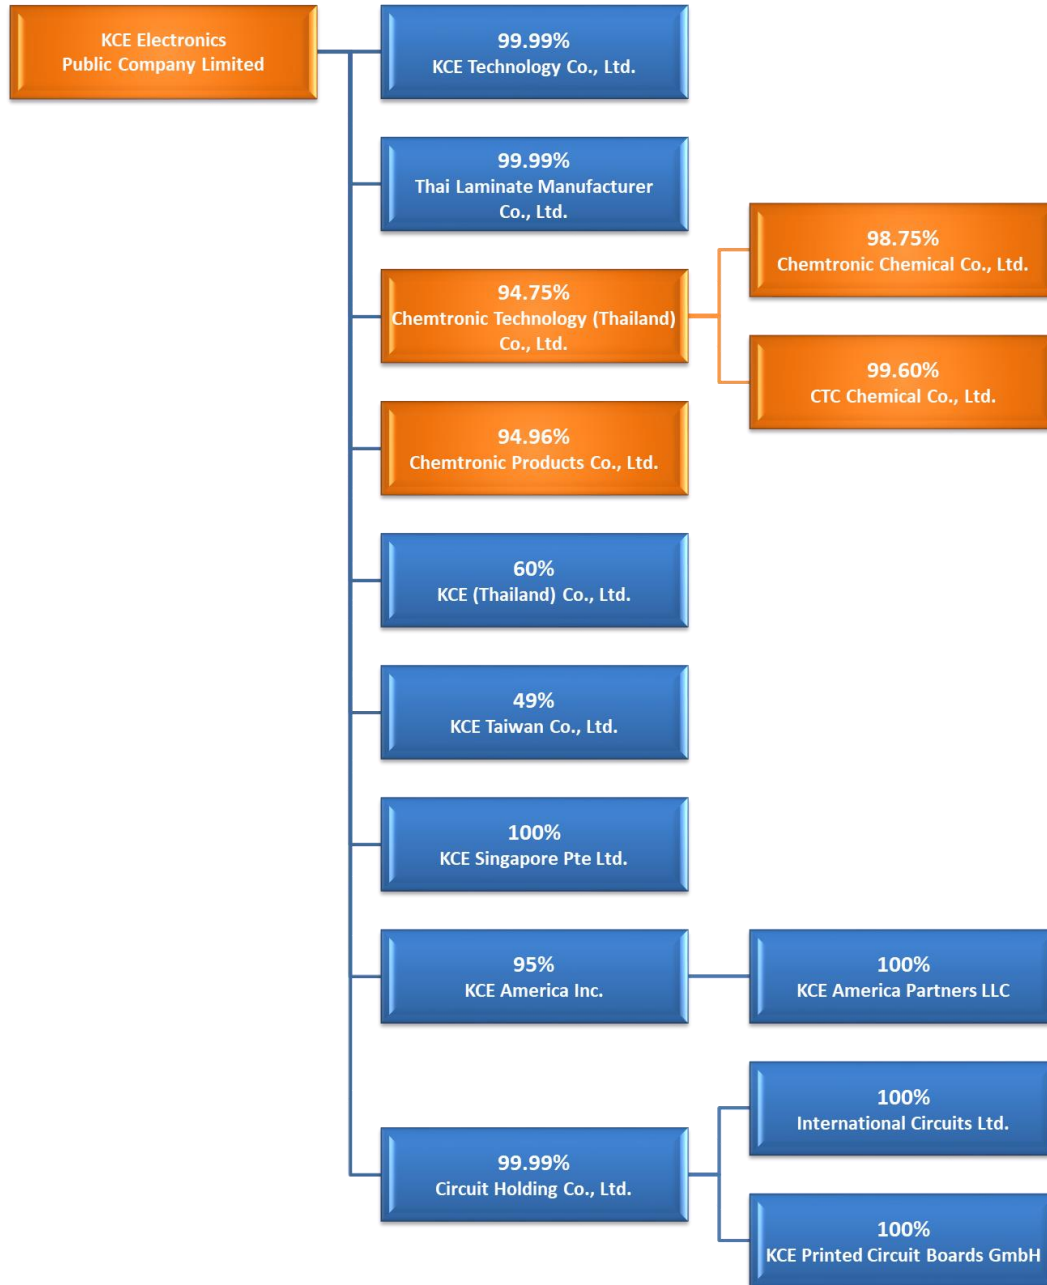 KCE Electronics
Public Company Limited
99.99%
KCE Technology Co., Ltd.
99.99%
Thai Laminate Manufacturer
Co., Ltd.
94.75%
Chemtronic Technology (Thailand)
Co., Ltd.
98.75%
Chemtronic Chemical Co., Ltd.
99.60%
CTC Chemical Co., Ltd.
94.96%
Chemtronic Products Co., Ltd.
60%
KCE (Thailand) Co., Ltd.
49%
KCE Taiwan Co., Ltd.
100%
KCE Singapore Pte Ltd.
95%
KCE America Inc.
100%
KCE America Partners LLC
99.99%
Circuit Holding Co., Ltd.
100%
International Circuits Ltd.
100%
KCE Printed Circuit Boards GmbH